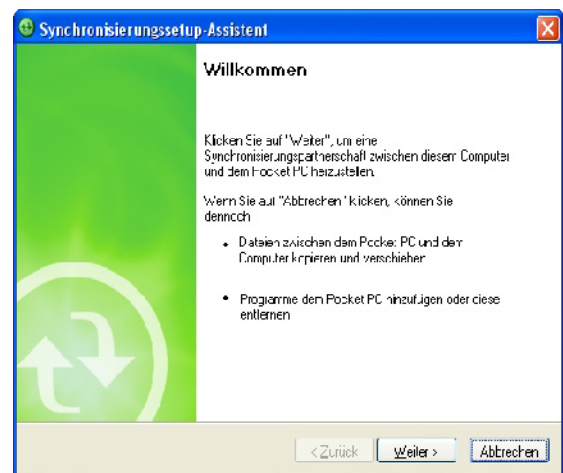 Synchronisierungssetup-Assistent
Willkommen
Klicken Sie auf "Weiter", um eine
Synchronisierungspartnerschaft zwischen diesem Computer
und dem Pocket PC herzustellen.
Wenn Sie auf "Abbrechen" klicken, können Sie
dennoch
• Dateien zwischen dem Pocket PC und dem
Computer kopieren und verschieben
• Programme dem Pocket PC hinzufügen oder diese
entfernen
< Zurück Weiter > Abbrechen